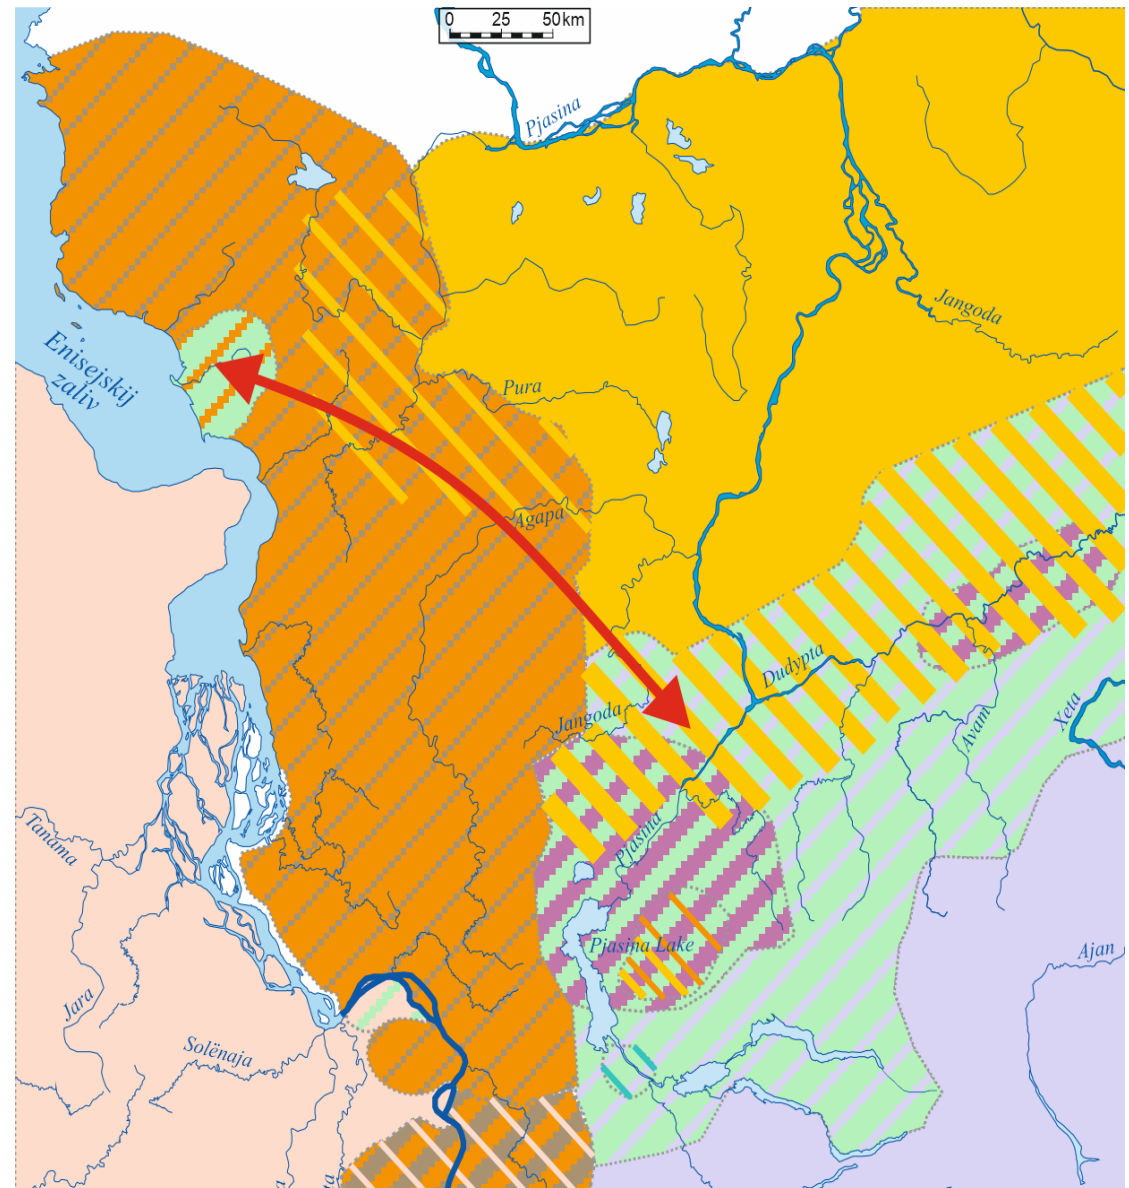 0 25 50km
Pjasina
Jangoda
Enisejskij
zaliv
Pura
Agapa
Dudypta
Jangoda
Avam
Xeta
Pjasina
Tanama
Pjasina Lake
Ajan
Jara
Solënaja